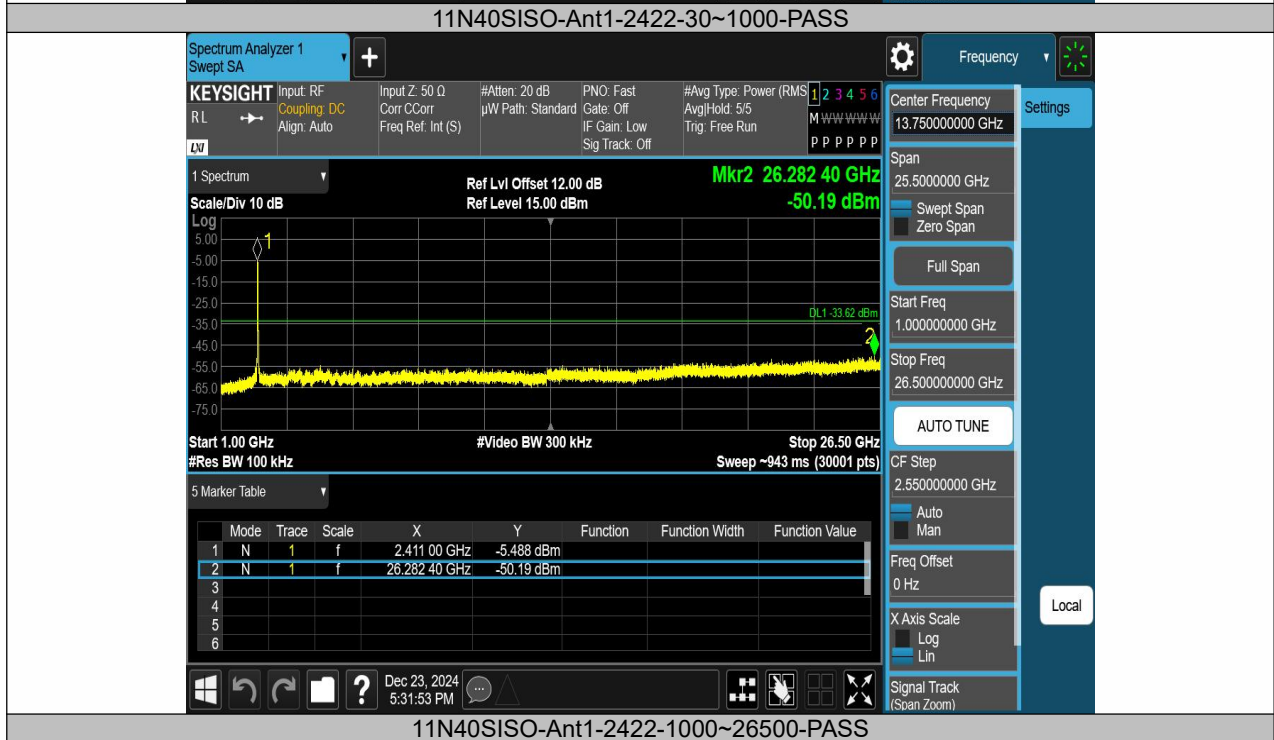 11N40SISO-Ant1-2422-30~1000-PASS
Spectrum Analyzer 1
Swept SA
+
Frequency
KEYSIGHT
RL
LXI
Input: RF
Coupling: DC
Align: Auto
Input Z: 50 Ω
Corr CCorr
Freq Ref: Int (S)
#Atten: 20 dB
µW Path: Standard
PNO: Fast
Gate: Off
IF Gain: Low
Sig Track: Off
#Avg Type: Power (RMS
Avg|Hold: 5/5
Trig: Free Run
1 2 3 4 5 6
M W W W W W
P P P P P P
Center Frequency
13.750000000 GHz
Settings
1 Spectrum
Scale/Div 10 dB
Ref Lvl Offset 12.00 dB
Ref Level 15.00 dBm
Mkr2 26.282 40 GHz
-50.19 dBm
Span
25.5000000 GHz
Swept Span
Zero Span
Full Span
Log
5.00
-5.00
-15.0
-25.0
-35.0
-45.0
-55.0
-65.0
-75.0
1
DL1 -33.62 dBm
2
Start Freq
1.000000000 GHz
Stop Freq
26.500000000 GHz
AUTO TUNE
Start 1.00 GHz
#Res BW 100 kHz
#Video BW 300 kHz
Stop 26.50 GHz
Sweep ~943 ms (30001 pts)
CF Step
2.550000000 GHz
Auto
Man
5 Marker Table
Mode Trace Scale X Y Function Function Width Function Value
1 N 1 f 2.411 00 GHz -5.488 dBm
2 N 1 f 26.282 40 GHz -50.19 dBm
3
4
5
6
Freq Offset
0 Hz
X Axis Scale
Log
Lin
Local
Signal Track
(Span Zoom)
?
Dec 23, 2024
5:31:53 PM
11N40SISO-Ant1-2422-1000~26500-PASS